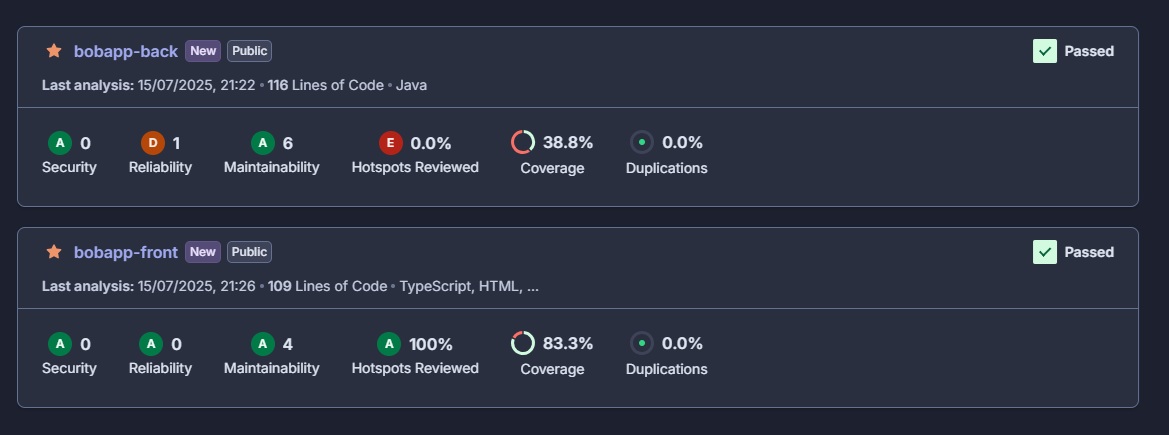 bobapp-back New Public Passed
Last analysis: 15/07/2025, 21:22 • 116 Lines of Code • Java
A 0 D 1 A 6 E 0.0% 38.8% 0.0%
Security Reliability Maintainability Hotspots Reviewed Coverage Duplications
bobapp-front New Public Passed
Last analysis: 15/07/2025, 21:26 • 109 Lines of Code • TypeScript, HTML, ...
A 0 A 0 A 4 A 100% 83.3% 0.0%
Security Reliability Maintainability Hotspots Reviewed Coverage Duplications